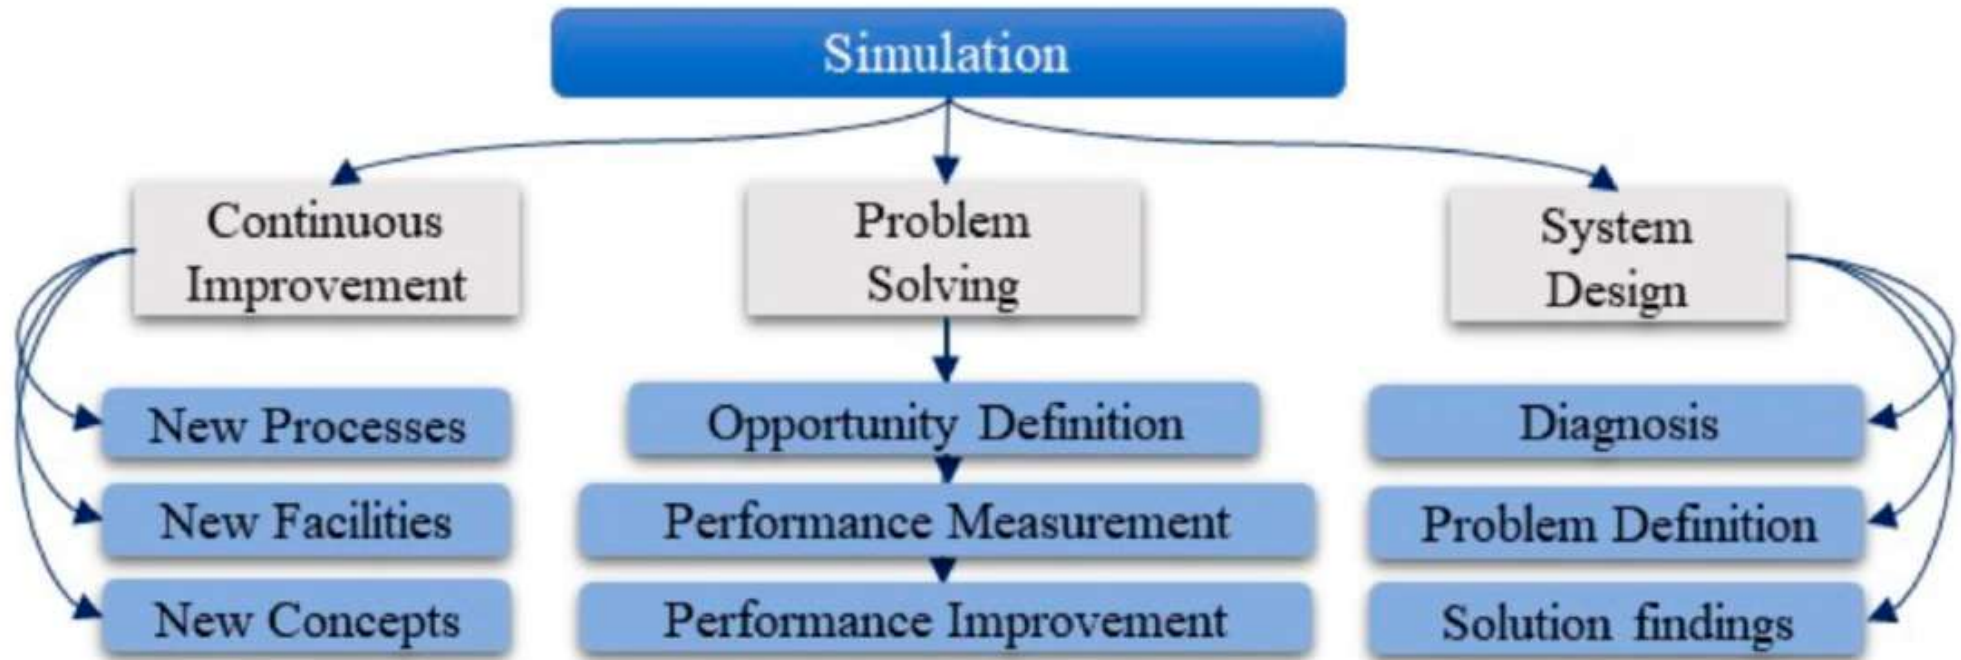 Simulation
Continuous
Improvement
Problem
Solving
System
Design
New Processes
New Facilities
New Concepts
Opportunity Definition
Performance Measurement
Performance Improvement
Diagnosis
Problem Definition
Solution findings